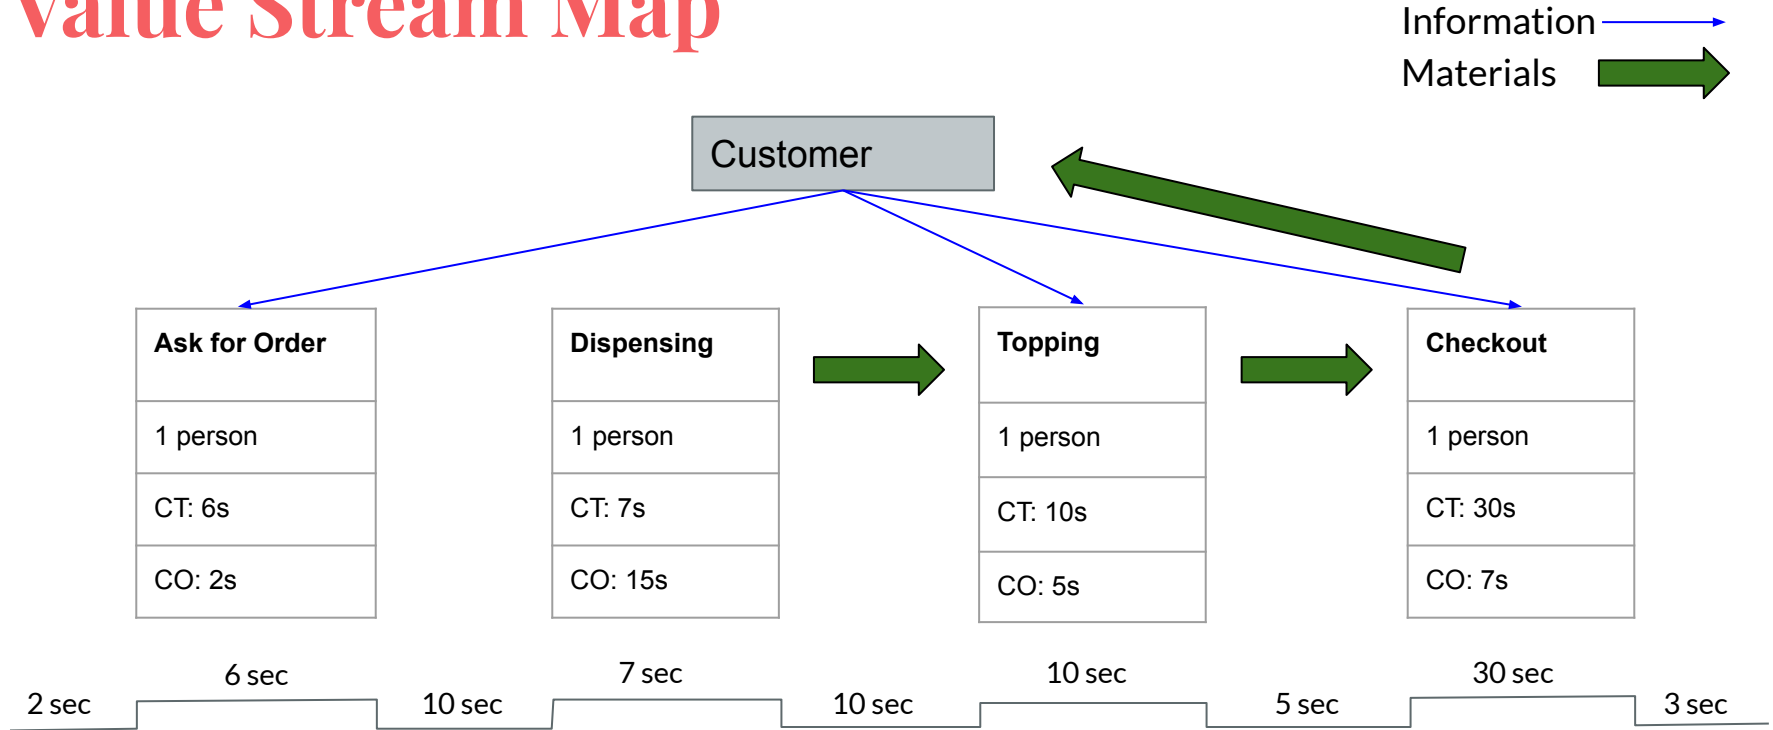 Value Stream Map
Information
Materials
Customer
Ask for Order
1 person
CT: 6s
CO: 2s
Dispensing
1 person
CT: 7s
CO: 15s
Topping
1 person
CT: 10s
CO: 5s
Checkout
1 person
CT: 30s
CO: 7s
2 sec
6 sec
10 sec
7 sec
10 sec
10 sec
5 sec
30 sec
3 sec